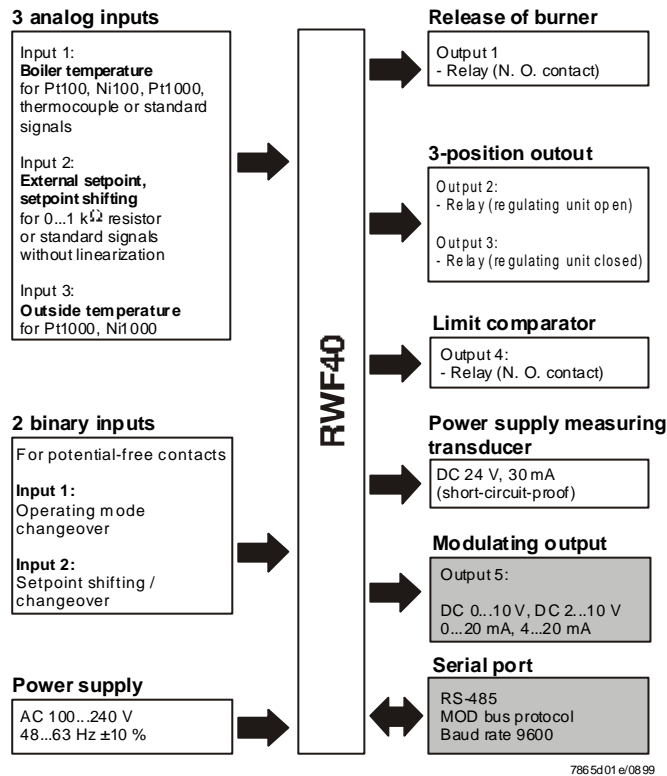 3 analog inputs
Input 1:
Boiler temperature
for Pt100, Ni100, Pt1000,
thermocouple or standard
signals
Input 2:
External setpoint,
setpoint shifting
for 0...1 kΩ resistor
or standard signals
without linearization
Input 3:
Outside temperature
for Pt1000, Ni1000
2 binary inputs
For potential-free contacts
Input 1:
Operating mode
changeover
Input 2:
Setpoint shifting /
changeover
Power supply
AC 100...240 V
48...63 Hz ±10 %
RWF40
Release of burner
Output 1
- Relay (N. O. contact)
3-position outout
Output 2:
- Relay (regulating unit open)
Output 3:
- Relay (regulating unit closed)
Limit comparator
Output 4:
- Relay (N. O. contact)
Power supply measuring
transducer
DC 24 V, 30 mA
(short-circuit-proof)
Modulating output
Output 5:
DC 0...10 V, DC 2...10 V
0...20 mA, 4...20 mA
Serial port
RS-485
MOD bus protocol
Baud rate 9600
7865d01e/0899